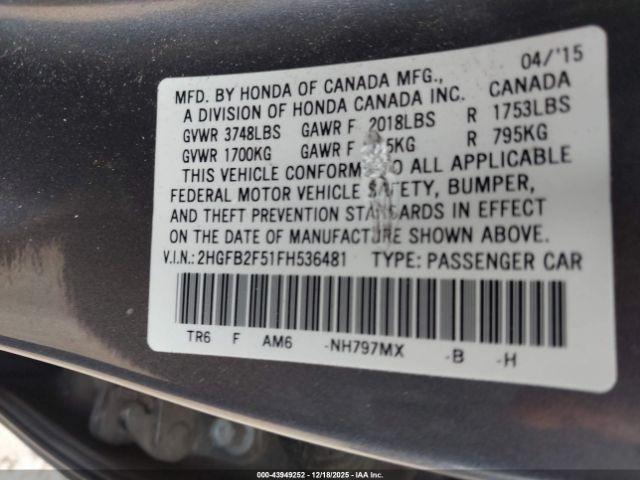 04/'15
MFD. BY HONDA OF CANADA MFG., CANADA
A DIVISION OF HONDA CANADA INC.
GVWR 3748LBS GAWR F 2018LBS R 1753LBS
GVWR 1700KG GAWR F 5KG R 795KG
THIS VEHICLE CONFORM TO ALL APPLICABLE
FEDERAL MOTOR VEHICLE SAFETY, BUMPER,
AND THEFT PREVENTION STANDARDS IN EFFECT
ON THE DATE OF MANUFACTURE SHOWN ABOVE.
V.I.N.: 2HGFB2F51FH536481 TYPE: PASSENGER CAR
TR6 F AM6 -NH797MX -B -H
000-43949252 12/18/2025 - IAA Inc.